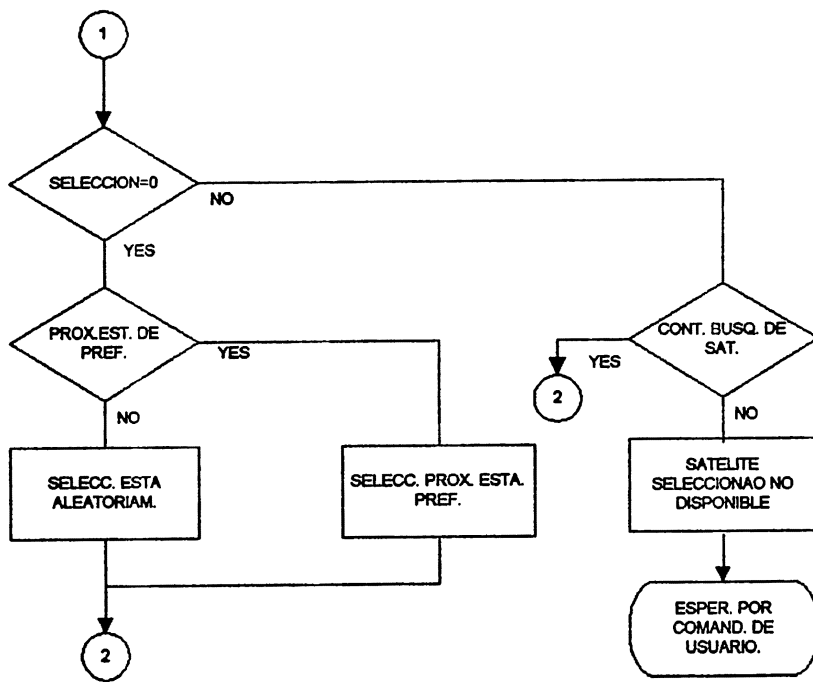 1
SELECCION=0
NO
YES
PROX.EST. DE
PREF.
YES
NO
CONT. BUSQ. DE
SAT.
YES
2
NO
SELECC. ESTA
ALEATORIAM.
SELECC. PROX. ESTA.
PREF.
SATELITE
SELECCIONAO NO
DISPONIBLE
ESPER. POR
COMAND. DE
USUARIO.
2